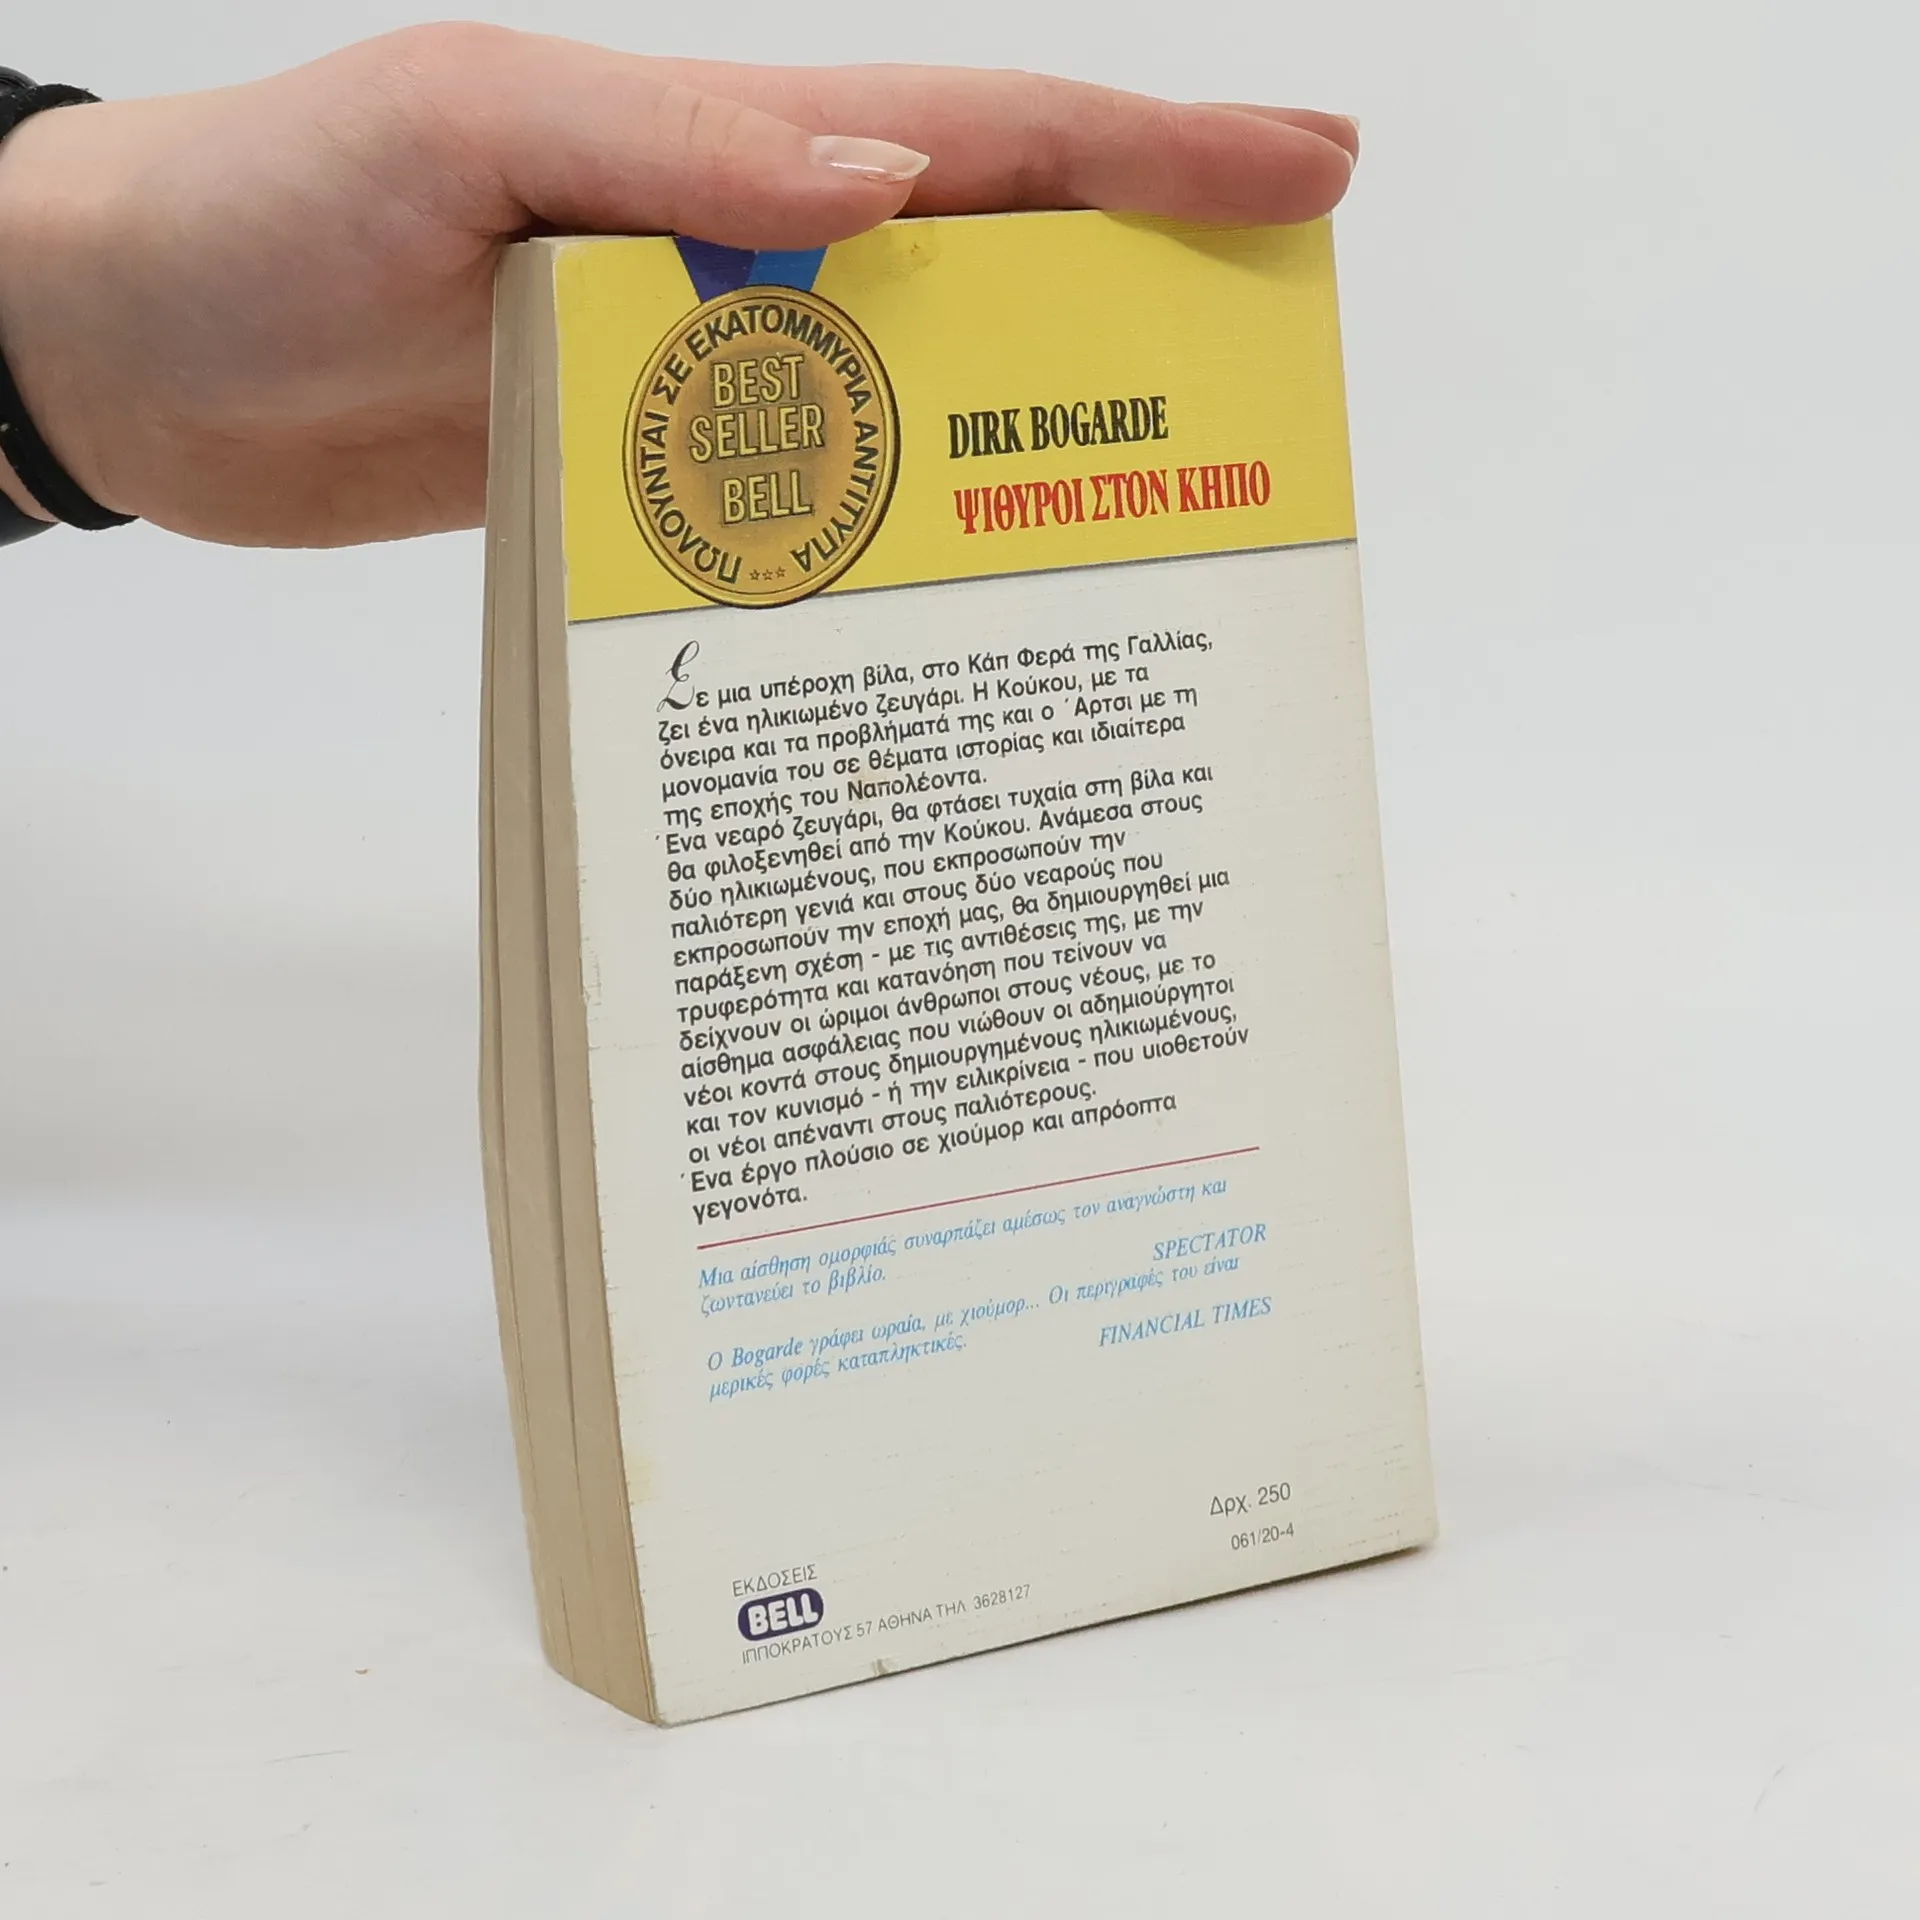 ΠΩΛΟΥΝΤΑΙ ΣΕ ΕΚΑΤΟΜΜΥΡΙΑ ΑΝΤΙΤΥΠΑ
BEST
SELLER
BELL
DIRK BOGARDE
ΨΙΘΥΡΟΙ ΣΤΟΝ ΚΗΠΟ
Σε μια υπέροχη βίλα, στο Κάπ Φερά της Γαλλίας,
ζει ένα ηλικιωμένο ζευγάρι. Η Κούκου, με τα
όνειρα και τα προβλήματά της και ο ΄Αρτσι με τη
μονομανία του σε θέματα ιστορίας και ιδιαίτερα
της εποχής του Ναπολέοντα.
΄Ενα νεαρό ζευγάρι, θα φτάσει τυχαία στη βίλα και
θα φιλοξενηθεί από την Κούκου. Ανάμεσα στους
δύο ηλικιωμένους, που εκπροσωπούν την
παλιότερη γενιά και στους δύο νεαρούς που
εκπροσωπούν την εποχή μας, θα δημιουργηθεί μια
παράξενη σχέση - με τις αντιθέσεις της, με την
τρυφερότητα και κατανόηση που τείνουν να
δείχνουν οι ώριμοι άνθρωποι στους νέους, με το
αίσθημα ασφάλειας που νιώθουν οι αδημιούργητοι
νέοι κοντά στους δημιουργημένους ηλικιωμένους,
και τον κυνισμό - ή την ειλικρίνεια - που υιοθετούν
οι νέοι απέναντι στους παλιότερους.
΄Ενα έργο πλούσιο σε χιούμορ και απρόοπτα
γεγονότα.
Μια αίσθηση ομορφιάς συναρπάζει αμέσως τον αναγνώστη και
ζωντανεύει το βιβλίο.
SPECTATOR
Ο Bogarde γράφει ωραία, με χιούμορ... Οι περιγραφές του είναι
μερικές φορές καταπληκτικές.
FINANCIAL TIMES
Δρχ. 250
061/20-4
ΕΚΔΟΣΕΙΣ
BELL
ΙΠΠΟΚΡΑΤΟΥΣ 57 ΑΘΗΝΑ ΤΗΛ 3628127